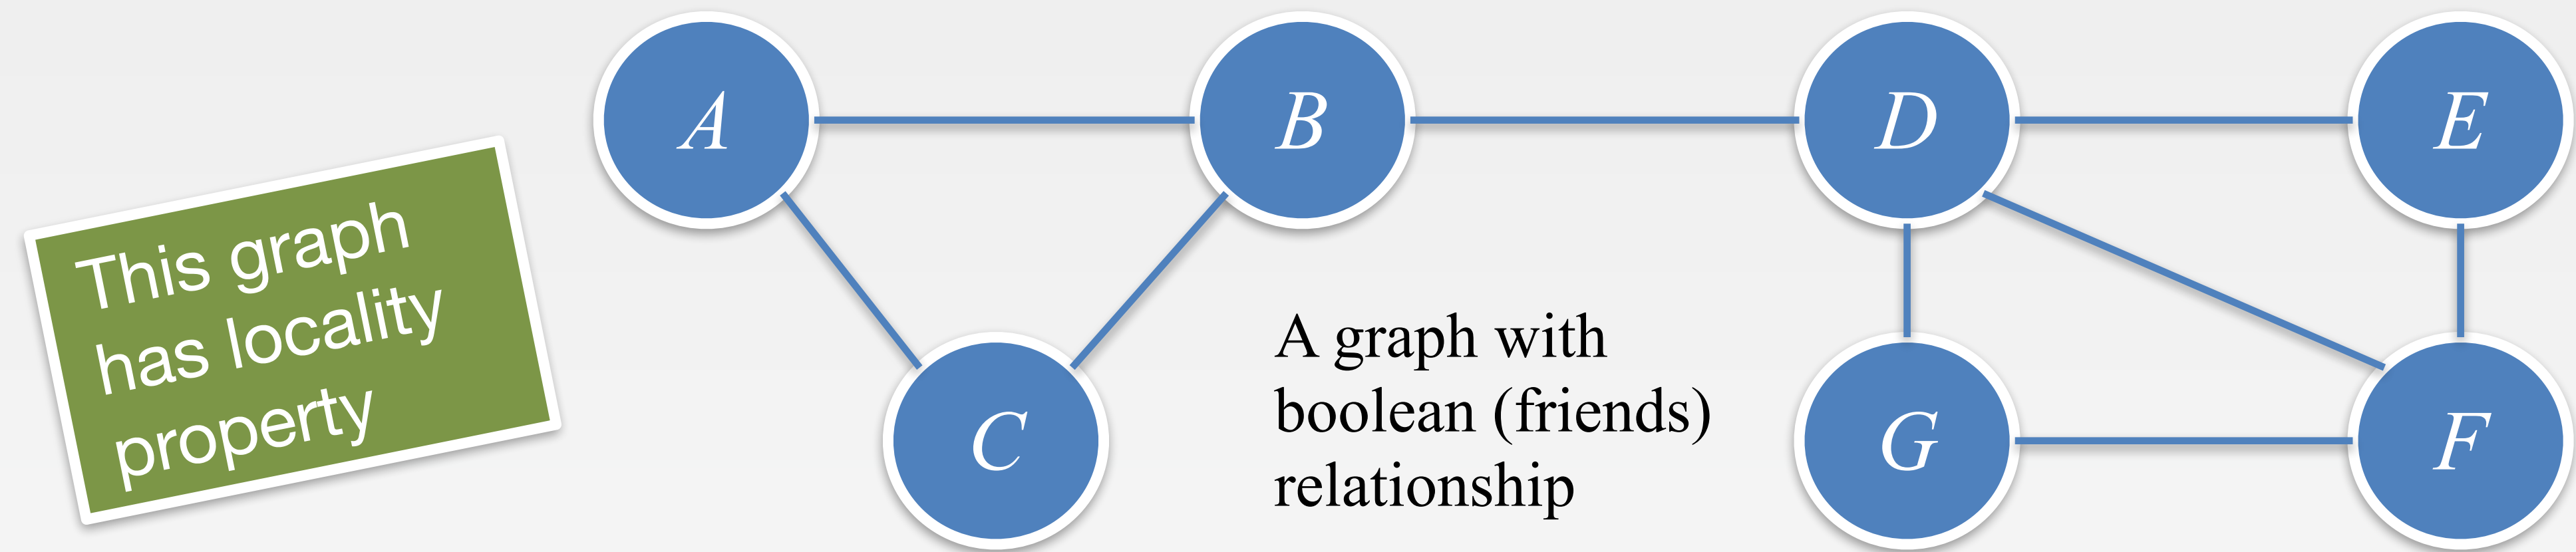 A
B
D
E
This graph
has locality
property
C
A graph with
boolean (friends)
relationship
G
F